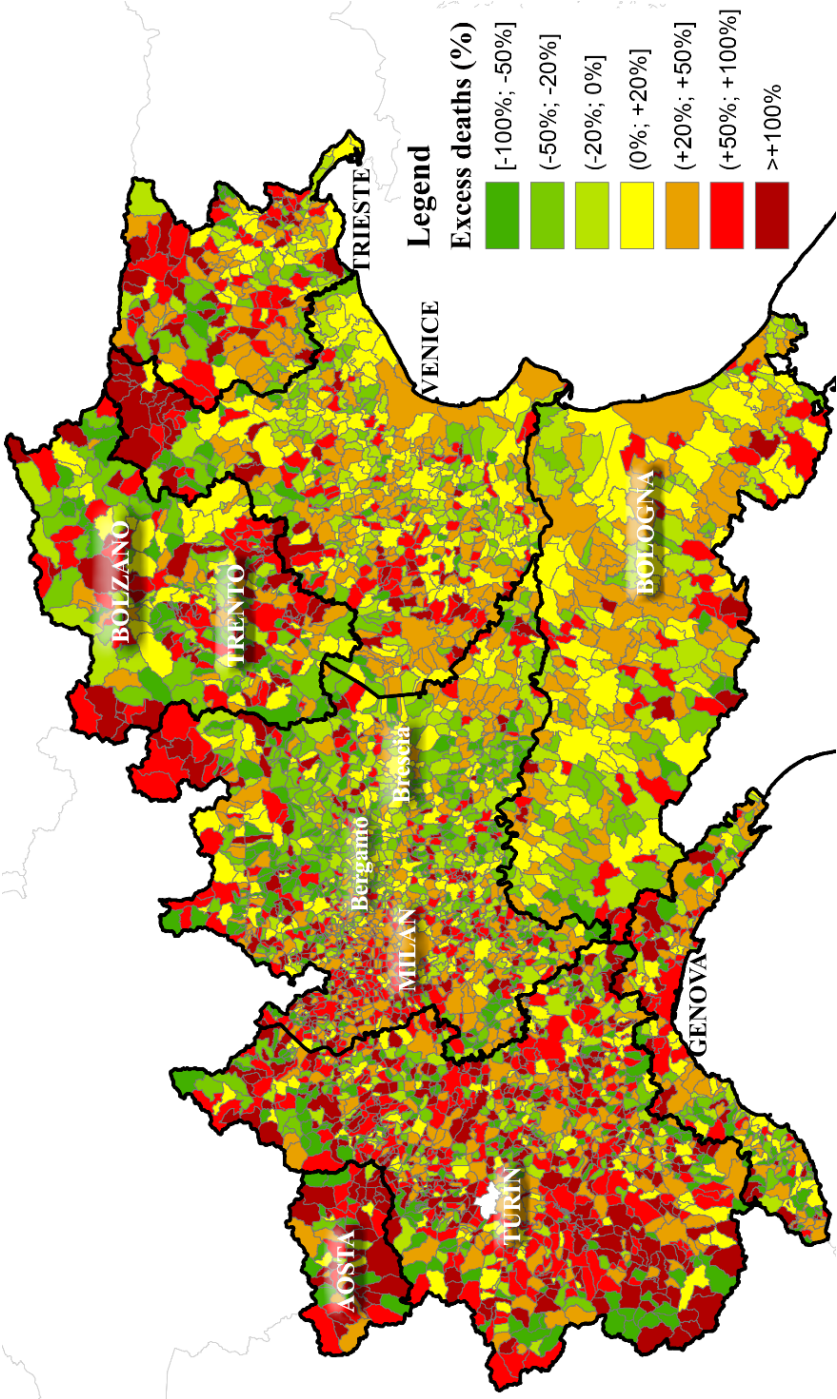 BOLZANO
TRENTO
TRIESTE
AOSTA
Bergamo
Brescia
MILAN
VENICE
TURIN
GENOVA
BOLOGNA
Legend
Excess deaths (%)
[-100%; -50%]
(-50%; -20%]
(-20%; 0%]
(0%; +20%]
(+20%; +50%]
(+50%; +100%]
>+100%